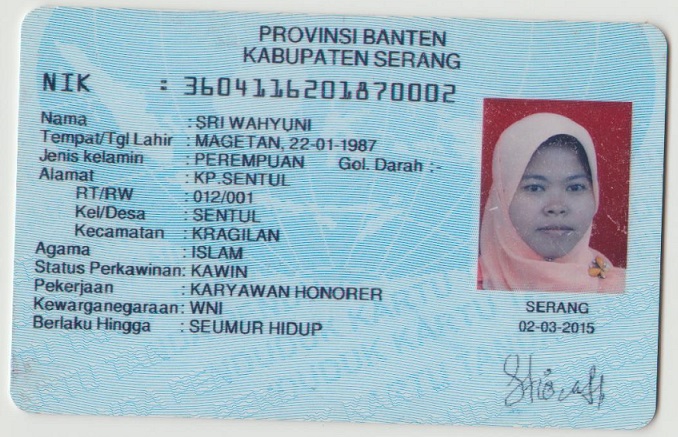 PROVINSI BANTEN
KABUPATEN SERANG
NIK : 3604116201870002
Nama : SRI WAHYUNI
Tempat/Tgl Lahir : MAGETAN, 22-01-1987
Jenis kelamin : PEREMPUAN Gol. Darah :-
Alamat : KP.SENTUL
RT/RW : 012/001
Kel/Desa : SENTUL
Kecamatan : KRAGILAN
Agama : ISLAM
Status Perkawinan: KAWIN
Pekerjaan : KARYAWAN HONORER
Kewarganegaraan: WNI
Berlaku Hingga : SEUMUR HIDUP
SERANG
02-03-2015